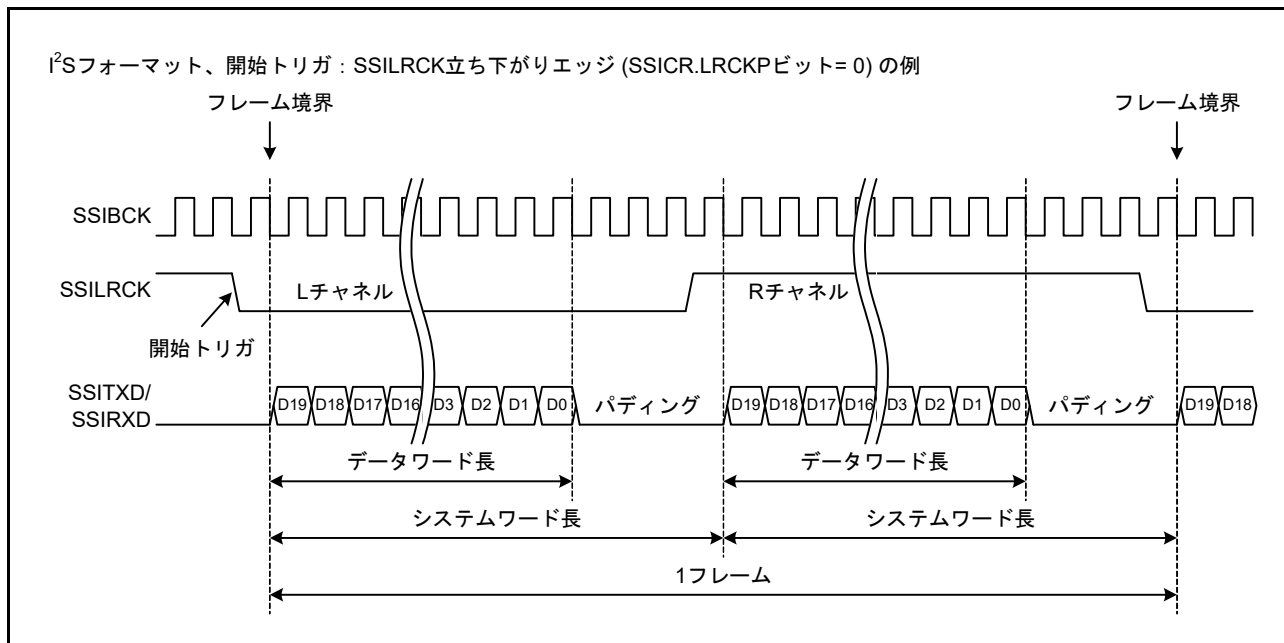 I²Sフォーマット、開始トリガ：SSILRCK立ち下がりエッジ (SSICR.LRCKPビット= 0) の例
フレーム境界 フレーム境界
SSIBCK
SSILRCK Lチャネル Rチャネル
開始トリガ
SSITXD/
SSIRXD
D19 D18 D17 D16 D3 D2 D1 D0 パディング D19 D18 D17 D16 D3 D2 D1 D0 パディング D19 D18
データワード長 データワード長
システムワード長 システムワード長
1フレーム